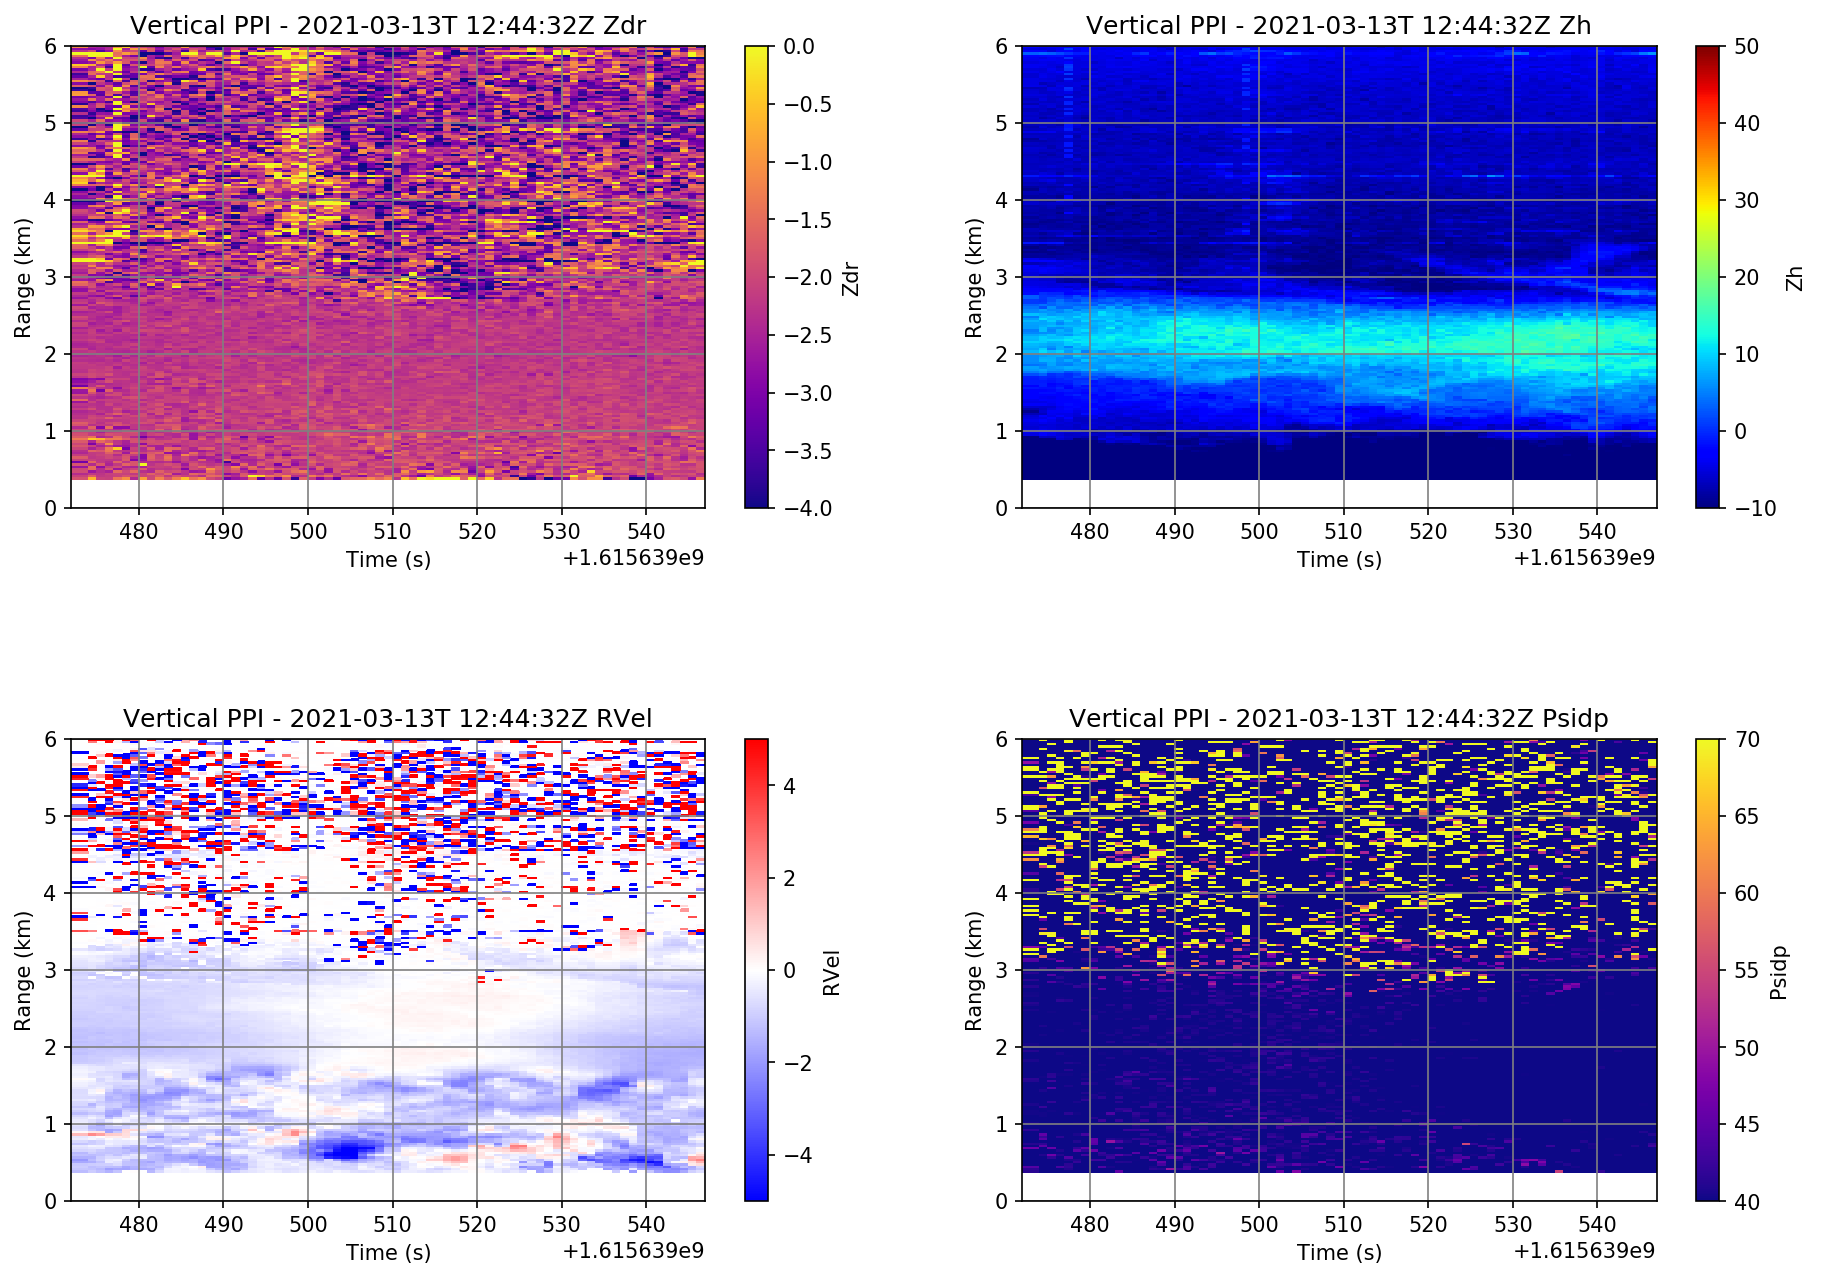 Vertical PPI - 2021-03-13T 12:44:32Z Zdr
6
5
4
3
2
1
0
Range (km)
480 490 500 510 520 530 540
Time (s)
+1.615639e9
0.0
−0.5
−1.0
−1.5
−2.0
−2.5
−3.0
−3.5
−4.0
Zdr
Vertical PPI - 2021-03-13T 12:44:32Z Zh
6
5
4
3
2
1
0
Range (km)
480 490 500 510 520 530 540
Time (s)
+1.615639e9
50
40
30
20
10
0
−10
Zh
Vertical PPI - 2021-03-13T 12:44:32Z RVel
6
5
4
3
2
1
0
Range (km)
480 490 500 510 520 530 540
Time (s)
+1.615639e9
4
2
0
−2
−4
RVel
Vertical PPI - 2021-03-13T 12:44:32Z Psidp
6
5
4
3
2
1
0
Range (km)
480 490 500 510 520 530 540
Time (s)
+1.615639e9
70
65
60
55
50
45
40
Psidp